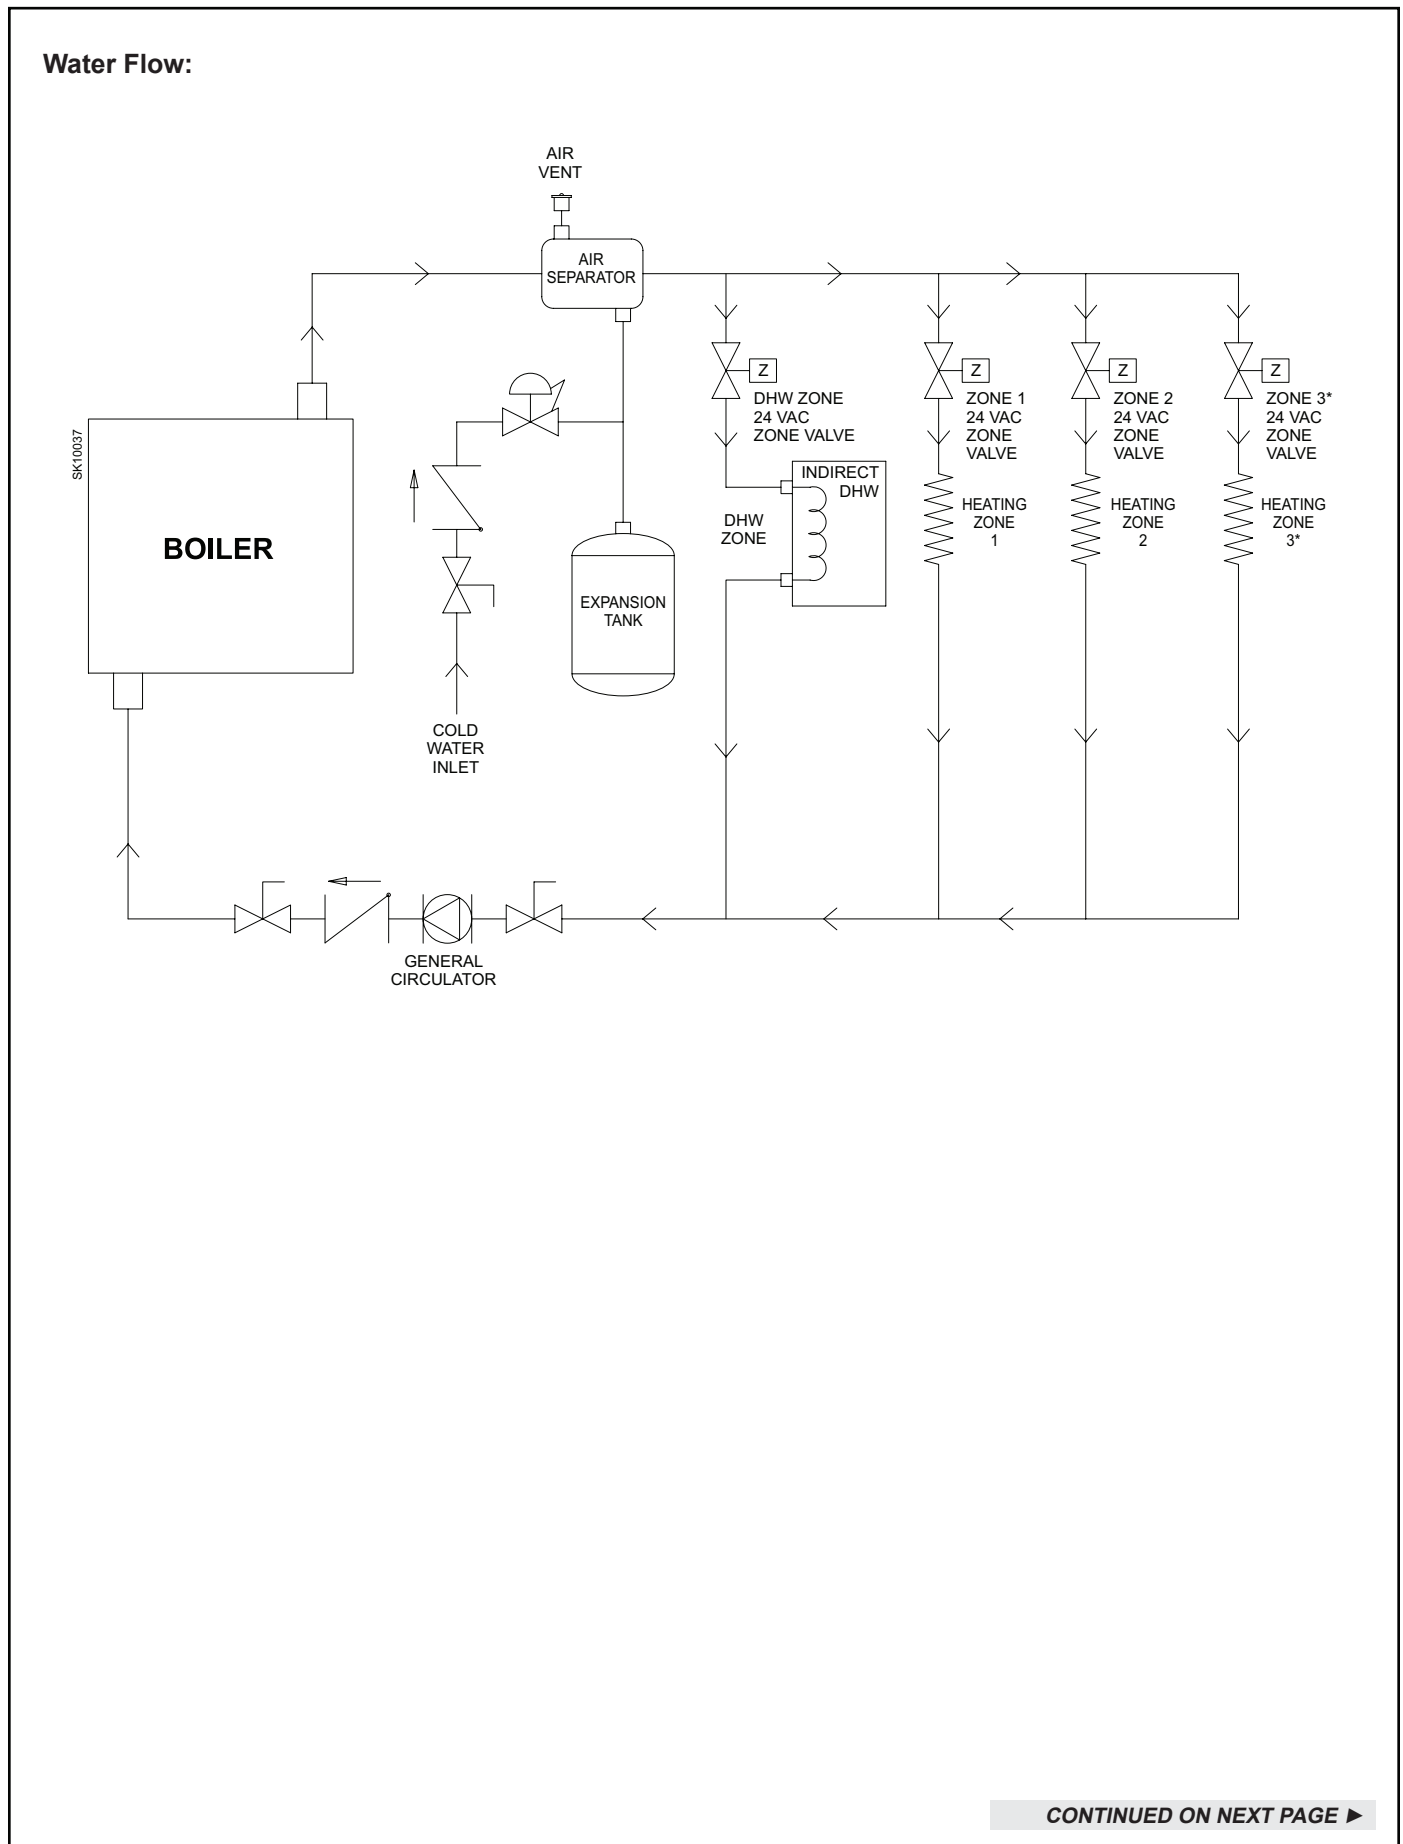 Water Flow:
AIR
VENT
AIR
SEPARATOR
Z
Z
Z
Z
DHW ZONE
24 VAC
ZONE VALVE
ZONE 1
24 VAC
ZONE
VALVE
ZONE 2
24 VAC
ZONE
VALVE
ZONE 3*
24 VAC
ZONE
VALVE
SK10037
BOILER
INDIRECT
DHW
DHW
ZONE
HEATING
ZONE
1
HEATING
ZONE
2
HEATING
ZONE
3*
EXPANSION
TANK
COLD
WATER
INLET
GENERAL
CIRCULATOR
CONTINUED ON NEXT PAGE ►